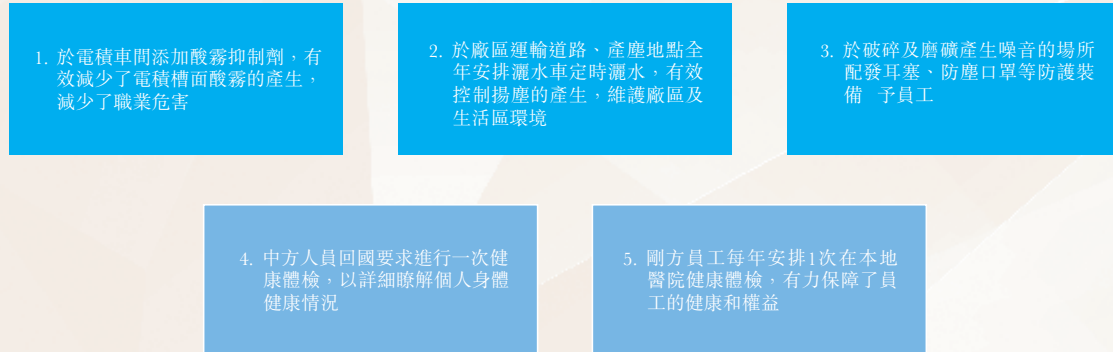 1. 於電積車間添加酸霧抑制劑，有
效減少了電積槽面酸霧的產生，
減少了職業危害
2. 於廠區運輸道路、產塵地點全
年安排灑水車定時灑水，有效
控制揚塵的產生，維護廠區及
生活區環境
3. 於破碎及磨礦產生噪音的場所
配發耳塞、防塵口罩等防護裝
備 予員工
4. 中方人員回國要求進行一次健
康體檢，以詳細瞭解個人身體
健康情況
5. 剛方員工每年安排1次在本地
醫院健康體檢，有力保障了員
工的健康和權益